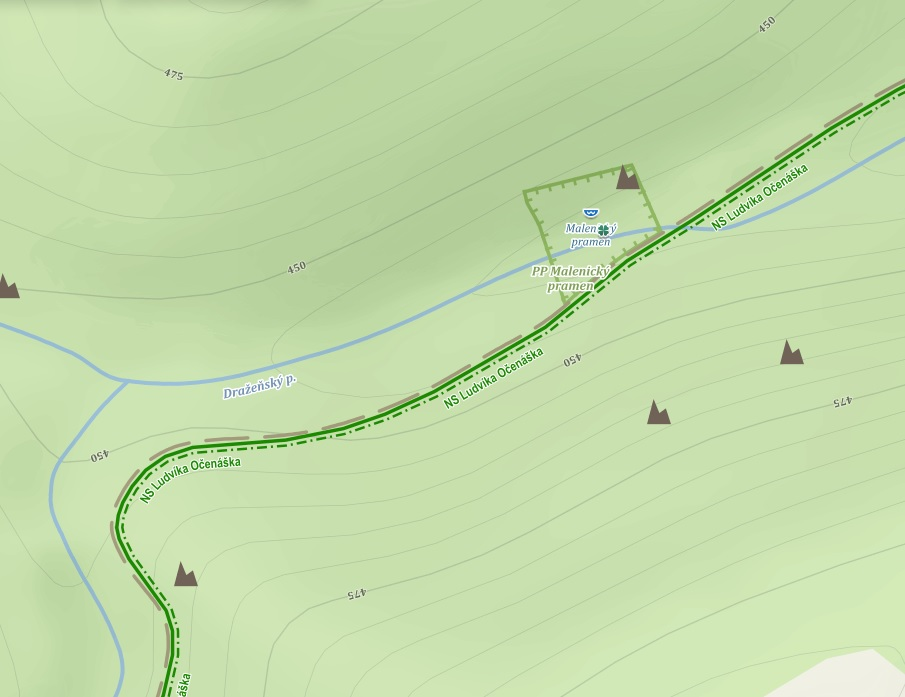 450
475
NS Ludvíka Očenáška
Malenický
pramen
450
PP Malenický
pramen
450
NS Ludvíka Očenáška
Dražeňský p.
475
450
NS Ludvíka Očenáška
475
áška